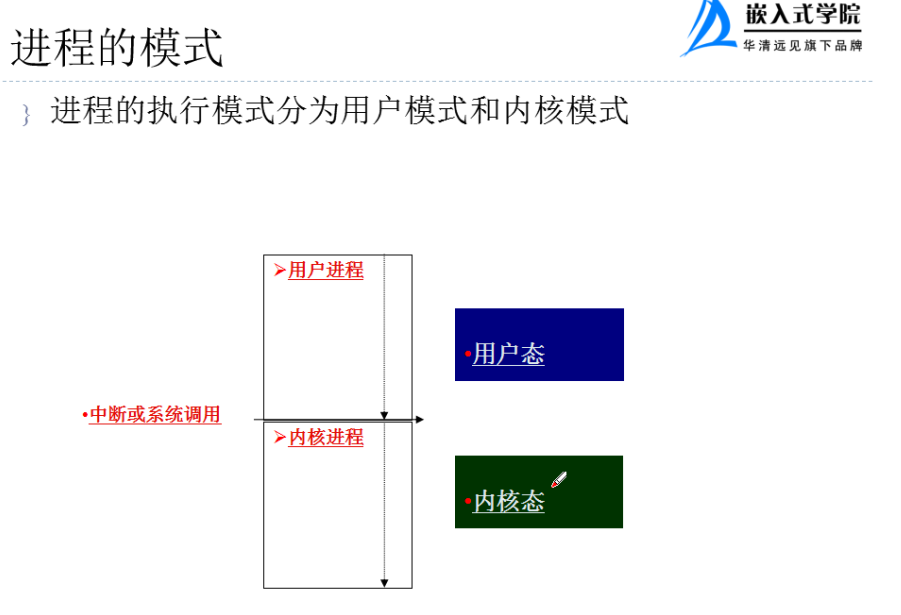 嵌入式学院
华清远见旗下品牌
进程的模式
} 进程的执行模式分为用户模式和内核模式
➢用户进程
•用户态
•中断或系统调用
➢内核进程
•内核态